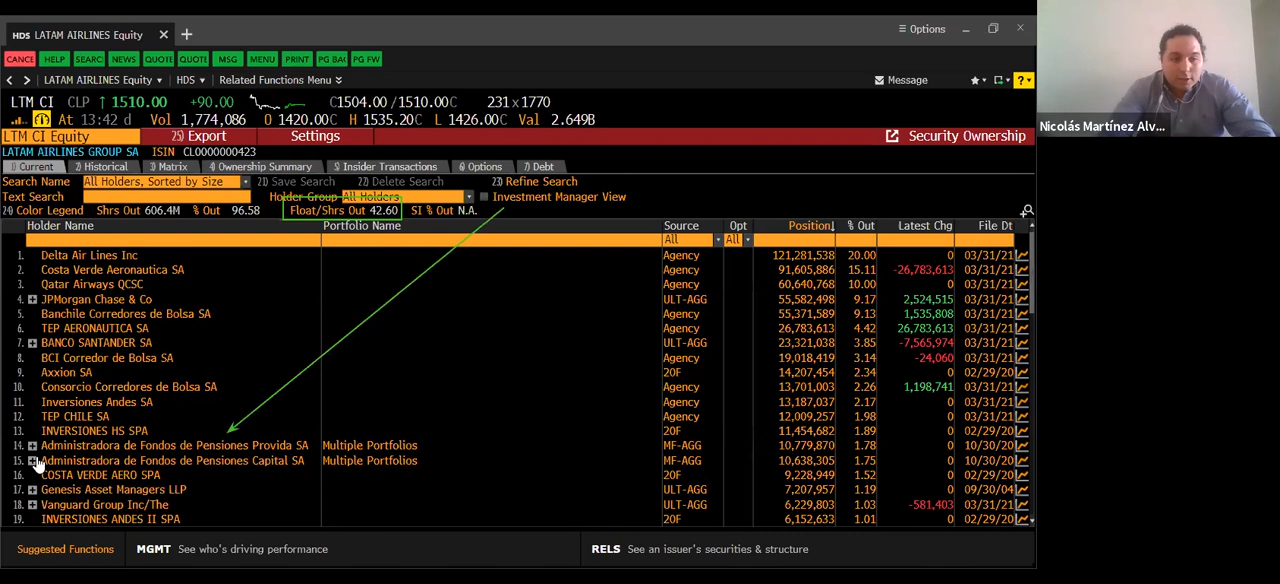 HDS LATAM AIRLINES Equity
Options
CANCE HELP SEARC NEWS QUOTE QUOTE MSG MENU PRINT PG BAC PG FW
LATAM AIRLINES Equity HDS Related Functions Menu Message
LTM CI CLP 1510.00 +90.00 C1504.00/1510.00C 231x1770
At 13:42 d Vol 1,774,086 O 1420.00C H 1535.20C L 1426.00C Val 2.649B
LTM CI Equity 25) Export Settings Security Ownership
LATAM AIRLINES GROUP SA ISIN CL0000000423
1) Current 2) Historical 3) Matrix 4) Ownership Summary 5) Insider Transactions 6) Options 7) Debt
Search Name All Holders, Sorted by Size 21) Save Search 22) Delete Search 23) Refine Search
Text Search Holder Group All Holders Investment Manager View
24) Color Legend Shrs Out 606.4M % Out 96.58 Float/Shrs Out 42.60 SI % Out N.A.
Holder Name Portfolio Name Source Opt Position % Out Latest Chg File Dt
All All
1. Delta Air Lines Inc Agency 121,281,538 20.00 0 03/31/21
2. Costa Verde Aeronautica SA Agency 91,605,886 15.11 -26,783,613 03/31/21
3. Qatar Airways QCSC Agency 60,640,768 10.00 0 03/31/21
4. JPMorgan Chase & Co ULT-AGG 55,582,498 9.17 2,524,515 03/31/21
5. Banchile Corredores de Bolsa SA Agency 55,371,589 9.13 1,535,808 03/31/21
6. TEP AERONAUTICA SA Agency 26,783,613 4.42 26,783,613 03/31/21
7. BANCO SANTANDER SA ULT-AGG 23,321,038 3.85 -7,565,974 03/31/21
8. BCI Corredor de Bolsa SA Agency 19,018,419 3.14 -24,060 03/31/21
9. Axxion SA 20F 14,207,454 2.34 0 02/29/20
10. Consorcio Corredores de Bolsa SA Agency 13,701,003 2.26 1,198,741 03/31/21
11. Inversiones Andes SA Agency 13,187,037 2.17 0 03/31/21
12. TEP CHILE SA Agency 12,009,257 1.98 0 03/31/21
13. INVERSIONES HS SPA 20F 11,454,682 1.89 0 02/29/20
14. Administradora de Fondos de Pensiones Provida SA Multiple Portfolios MF-AGG 10,779,870 1.78 0 10/30/20
15. Administradora de Fondos de Pensiones Capital SA Multiple Portfolios MF-AGG 10,638,305 1.75 0 10/30/20
16. COSTA VERDE AERO SPA 20F 9,228,949 1.52 0 02/29/20
17. Genesis Asset Managers LLP ULT-AGG 7,207,957 1.19 0 09/30/04
18. Vanguard Group Inc/The ULT-AGG 6,229,803 1.03 -581,403 03/31/21
19. INVERSIONES ANDES II SPA 20F 6,152,633 1.01 0 02/29/20
Suggested Functions MGMT See who's driving performance RELS See an issuer's securities & structure
Nicolás Martínez Alv...